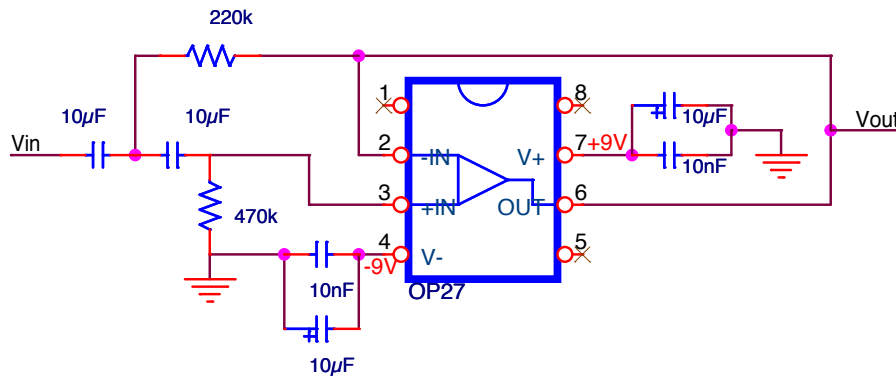 220k
10µF
10µF
Vin
470k
1
2
3
4
-IN
+IN
V-
V+
OUT
8
7
6
5
+9V
-9V
10µF
10nF
Vout
10nF
10µF
OP27